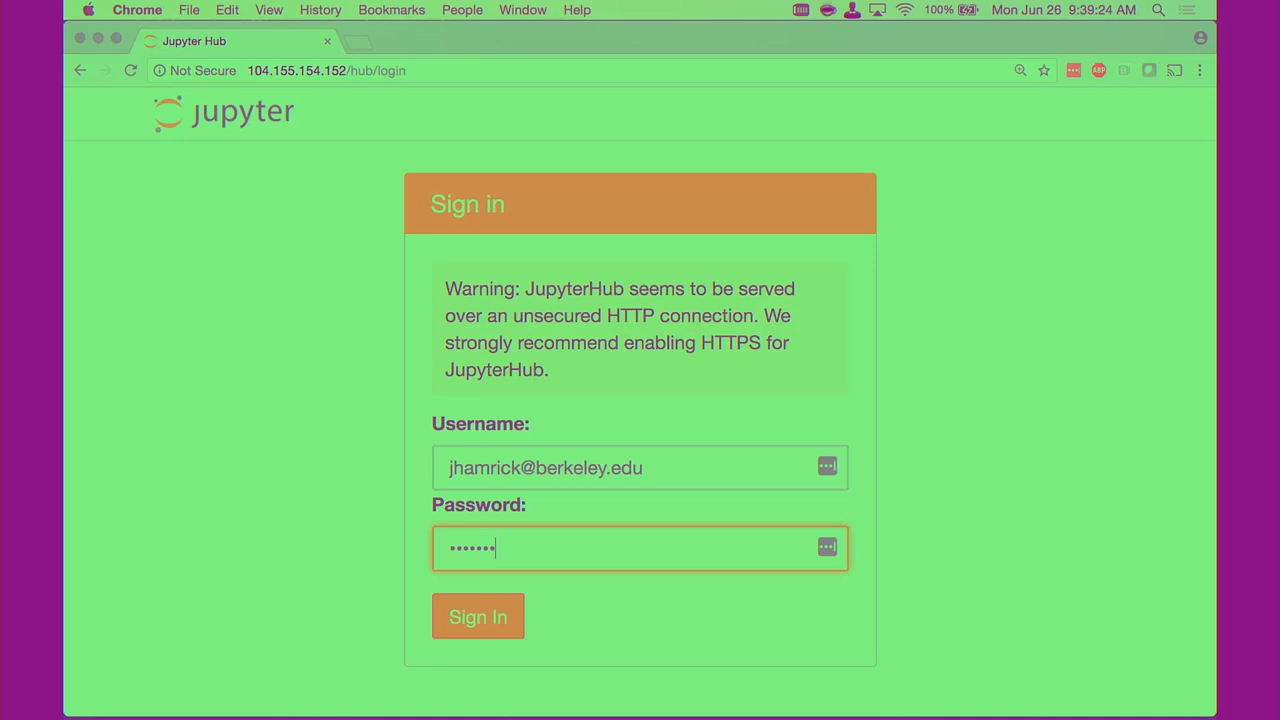 Chrome File Edit View History Bookmarks People Window Help 100% Mon Jun 26 9:39:24 AM
Jupyter Hub
Not Secure 104.155.154.152/hub/login
ABP
jupyter
Sign in
Warning: JupyterHub seems to be served
over an unsecured HTTP connection. We
strongly recommend enabling HTTPS for
JupyterHub.
Username:
jhamrick@berkeley.edu
Password:
•••••••
Sign In